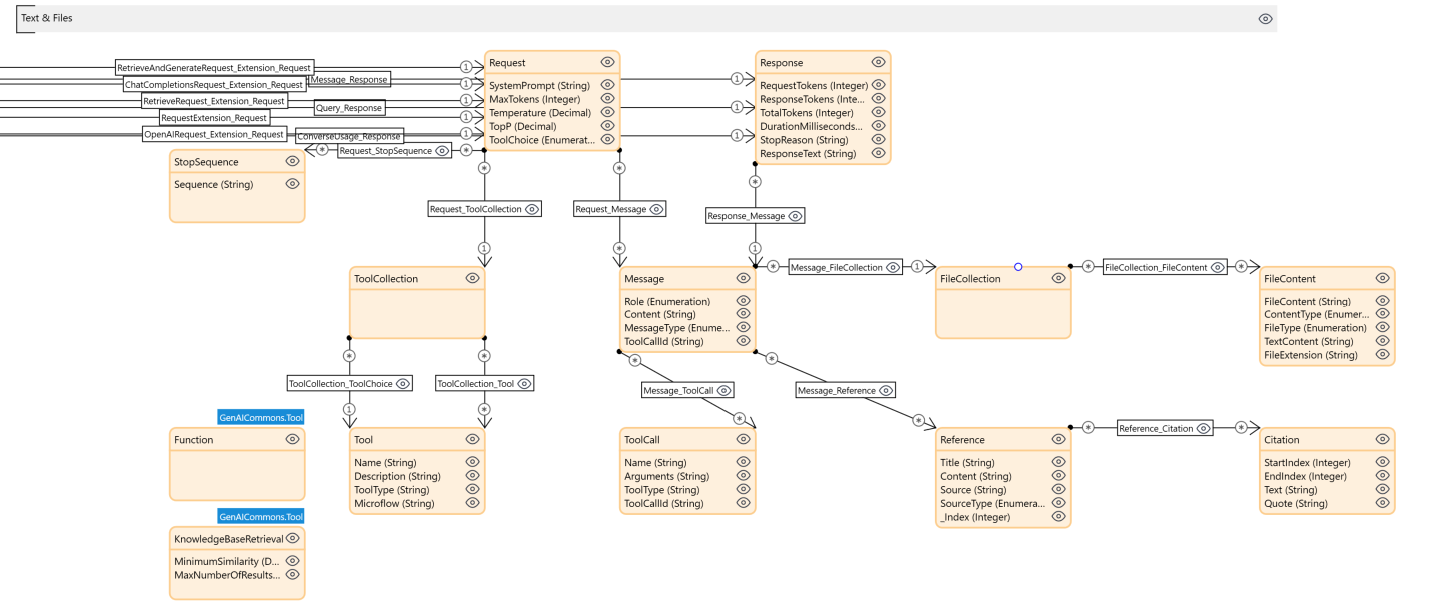 Text & Files
RetrieveAndGenerateRequest_Extension_Request
ChatCompletionsRequest_Extension_Request
Message_Response
RetrieveRequest_Extension_Request
Query_Response
RequestExtension_Request
OpenAIRequest_Extension_Request
ConverseUsage_Response
Request_StopSequence
1
1
1
1
1
1
1
1
*
*
Request
SystemPrompt (String)
MaxTokens (Integer)
Temperature (Decimal)
TopP (Decimal)
ToolChoice (Enumerat...
Response
RequestTokens (Integer)
ResponseTokens (Inte...
TotalTokens (Integer)
DurationMilliseconds...
StopReason (String)
ResponseText (String)
StopSequence
Sequence (String)
*
Request_ToolCollection
1
*
Request_Message
*
*
Response_Message
1
ToolCollection
Message
Role (Enumeration)
Content (String)
MessageType (Enume...
ToolCallId (String)
*
Message_FileCollection
1
FileCollection
*
FileCollection_FileContent
*
FileContent
FileContent (String)
ContentType (Enumer...
FileType (Enumeration)
TextContent (String)
FileExtension (String)
*
ToolCollection_ToolChoice
1
*
ToolCollection_Tool
*
*
Message_ToolCall
*
*
Message_Reference
*
GenAICommons.Tool
Function
Tool
Name (String)
Description (String)
ToolType (String)
Microflow (String)
ToolCall
Name (String)
Arguments (String)
ToolType (String)
ToolCallId (String)
Reference
Title (String)
Content (String)
Source (String)
SourceType (Enumera...
_Index (Integer)
*
Reference_Citation
*
Citation
StartIndex (Integer)
EndIndex (Integer)
Text (String)
Quote (String)
GenAICommons.Tool
KnowledgeBaseRetrieval
MinimumSimilarity (D...
MaxNumberOfResults...